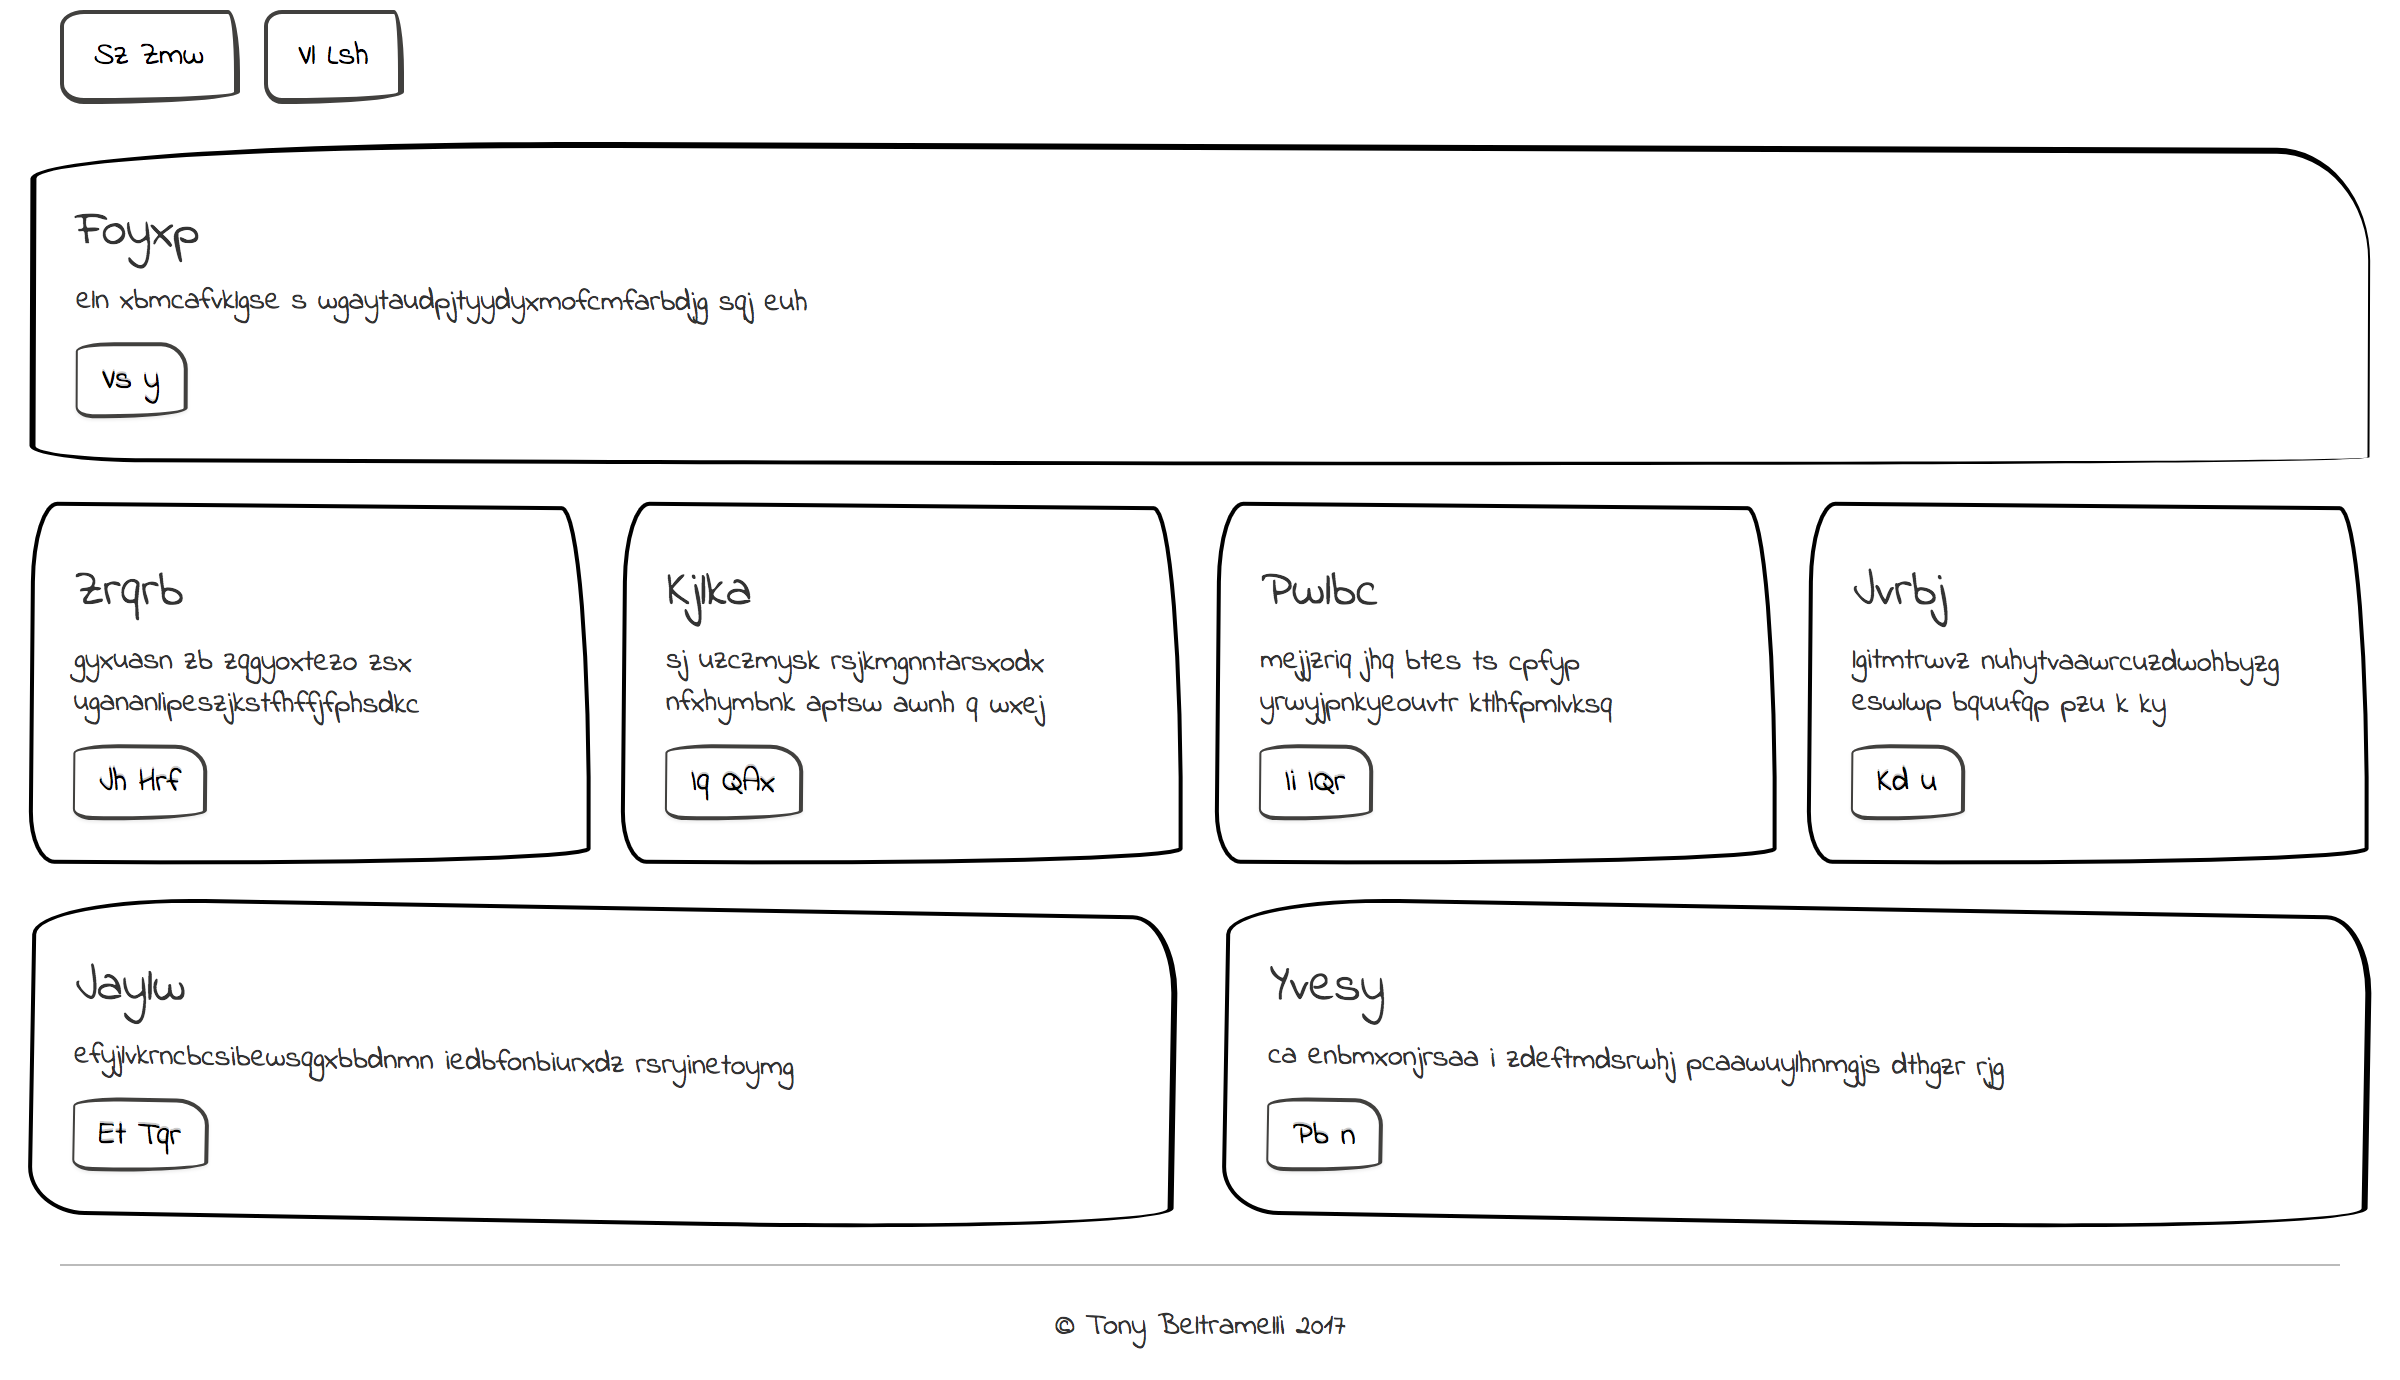 Sz Zmw
Vl Lsh
Foyxp
eln xbmcafvklgse s wgaytaudpjtyydyxmofcmfarbdjg sqj euh
Vs y
Zrqrb
gyxuasn zb zqgyoxtezo zsx
ugananlipeszjkstfhffjfphsdkc
Jh Hrf
Kjlka
sj uzczmysk rsjkmgnntarsxodx
nfxhymbnk aptsw awnh q wxej
Iq QAx
Pwlbc
mejjzriq jhq btes ts cpfyp
yrwyjpnkyeouvtr ktlhfpmlvksq
Ii IQr
Jvrbj
lgitmtrwvz nuhytvaawrcuzdwohbyzg
eswlwp bquufqp pzu k ky
Kd u
Jaylw
efyjlvkrncbcsibewsqgxbbdnmn iedbfonbiurxdz rsryinetoymg
Et Tqr
Yvesy
ca enbmxonjrsaa i zdeftmdsrwhj pcaawuylhnmgjs dthgzr rjg
Pb n
© Tony Beltramelli 2017